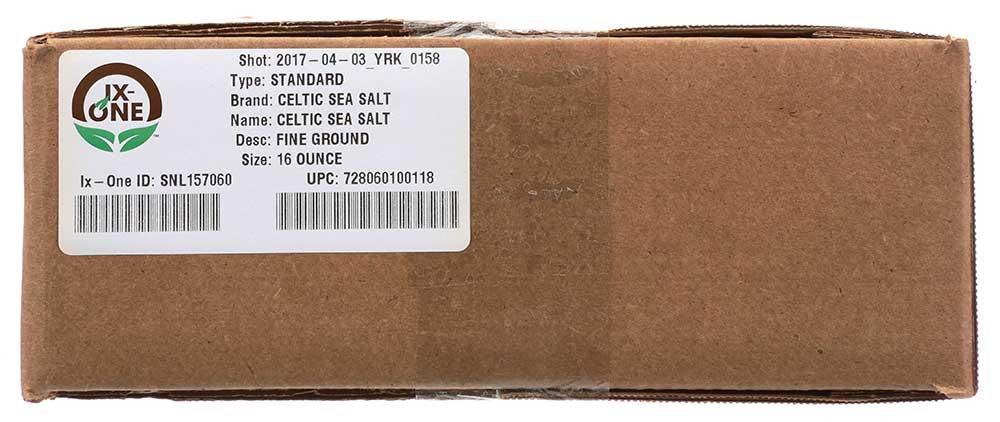 IX-
ONE
™
Shot: 2017-04-03_YRK_0158
Type: STANDARD
Brand: CELTIC SEA SALT
Name: CELTIC SEA SALT
Desc: FINE GROUND
Size: 16 OUNCE
Ix-One ID: SNL157060
UPC: 728060100118